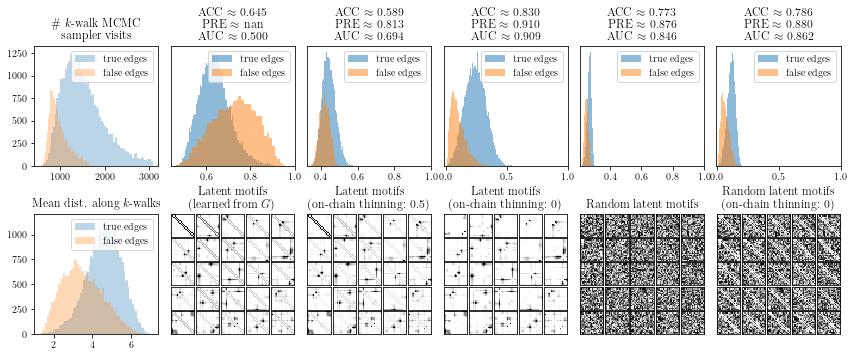 # k-walk MCMC
sampler visits
ACC ≈ 0.645
PRE ≈ nan
AUC ≈ 0.500
ACC ≈ 0.589
PRE ≈ 0.813
AUC ≈ 0.694
ACC ≈ 0.830
PRE ≈ 0.910
AUC ≈ 0.909
ACC ≈ 0.773
PRE ≈ 0.876
AUC ≈ 0.846
ACC ≈ 0.786
PRE ≈ 0.880
AUC ≈ 0.862
1250
1000
750
500
250
0
true edges
false edges
true edges
false edges
true edges
false edges
true edges
false edges
true edges
false edges
true edges
false edges
1000 2000 3000
0.6 0.8 1.0
0.4 0.6 0.8 1.0
0.0 0.5 1.0
0.4 0.6 0.8 1.0
0.0 0.5 1.0
Mean dist. along k-walks
Latent motifs
(learned from G)
Latent motifs
(on-chain thinning: 0.5)
Latent motifs
(on-chain thinning: 0)
Random latent motifs
Random latent motifs
(on-chain thinning: 0)
1000
750
500
250
0
true edges
false edges
2 4 6